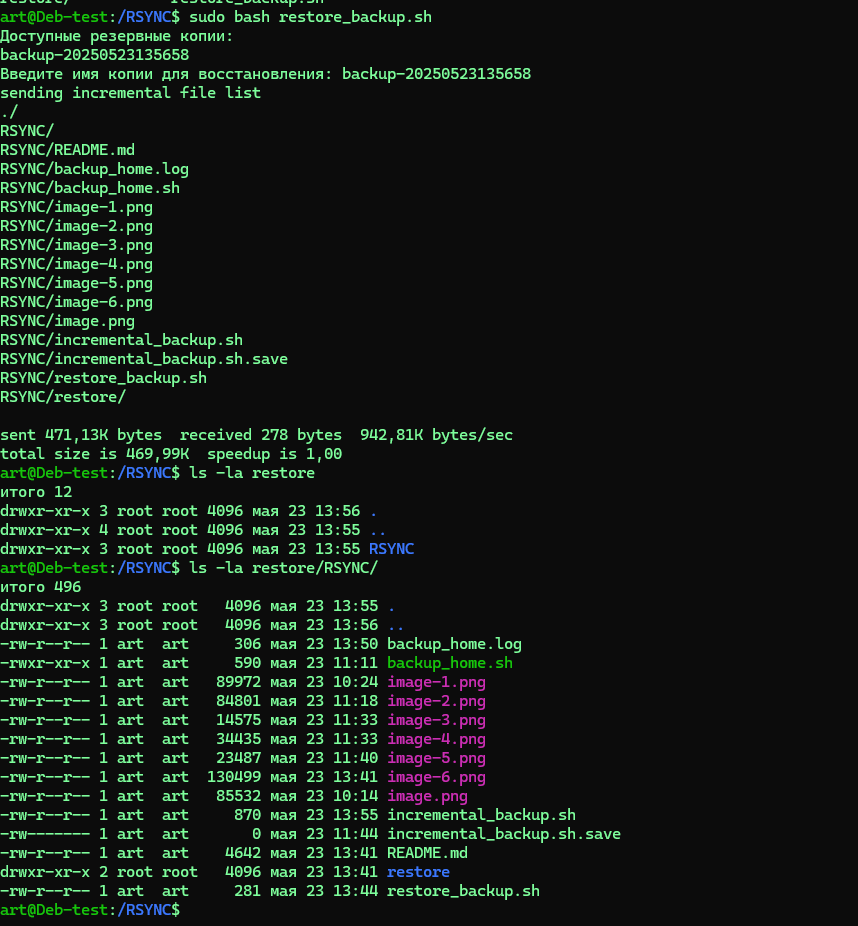 art@Deb-test:/RSYNC$ sudo bash restore_backup.sh
Доступные резервные копии:
backup-20250523135658
Введите имя копии для восстановления: backup-20250523135658
sending incremental file list
./
RSYNC/
RSYNC/README.md
RSYNC/backup_home.log
RSYNC/backup_home.sh
RSYNC/image-1.png
RSYNC/image-2.png
RSYNC/image-3.png
RSYNC/image-4.png
RSYNC/image-5.png
RSYNC/image-6.png
RSYNC/image.png
RSYNC/incremental_backup.sh
RSYNC/incremental_backup.sh.save
RSYNC/restore_backup.sh
RSYNC/restore/
sent 471,13K bytes  received 278 bytes  942,81K bytes/sec
total size is 469,99K  speedup is 1,00
art@Deb-test:/RSYNC$ ls -la restore
итого 12
drwxr-xr-x 3 root root 4096 мая 23 13:56 .
drwxr-xr-x 4 root root 4096 мая 23 13:55 ..
drwxr-xr-x 3 root root 4096 мая 23 13:55 RSYNC
art@Deb-test:/RSYNC$ ls -la restore/RSYNC/
итого 496
drwxr-xr-x 3 root root   4096 мая 23 13:55 .
drwxr-xr-x 3 root root   4096 мая 23 13:56 ..
-rw-r--r-- 1 art  art     306 мая 23 13:50 backup_home.log
-rwxr-xr-x 1 art  art     590 мая 23 11:11 backup_home.sh
-rw-r--r-- 1 art  art   89972 мая 23 10:24 image-1.png
-rw-r--r-- 1 art  art   84801 мая 23 11:18 image-2.png
-rw-r--r-- 1 art  art   14575 мая 23 11:33 image-3.png
-rw-r--r-- 1 art  art   34435 мая 23 11:33 image-4.png
-rw-r--r-- 1 art  art   23487 мая 23 11:40 image-5.png
-rw-r--r-- 1 art  art  130499 мая 23 13:41 image-6.png
-rw-r--r-- 1 art  art   85532 мая 23 10:14 image.png
-rw-r--r-- 1 art  art     870 мая 23 13:55 incremental_backup.sh
-rw------- 1 art  art       0 мая 23 11:44 incremental_backup.sh.save
-rw-r--r-- 1 art  art    4642 мая 23 13:41 README.md
drwxr-xr-x 2 root root   4096 мая 23 13:41 restore
-rw-r--r-- 1 art  art     281 мая 23 13:44 restore_backup.sh
art@Deb-test:/RSYNC$